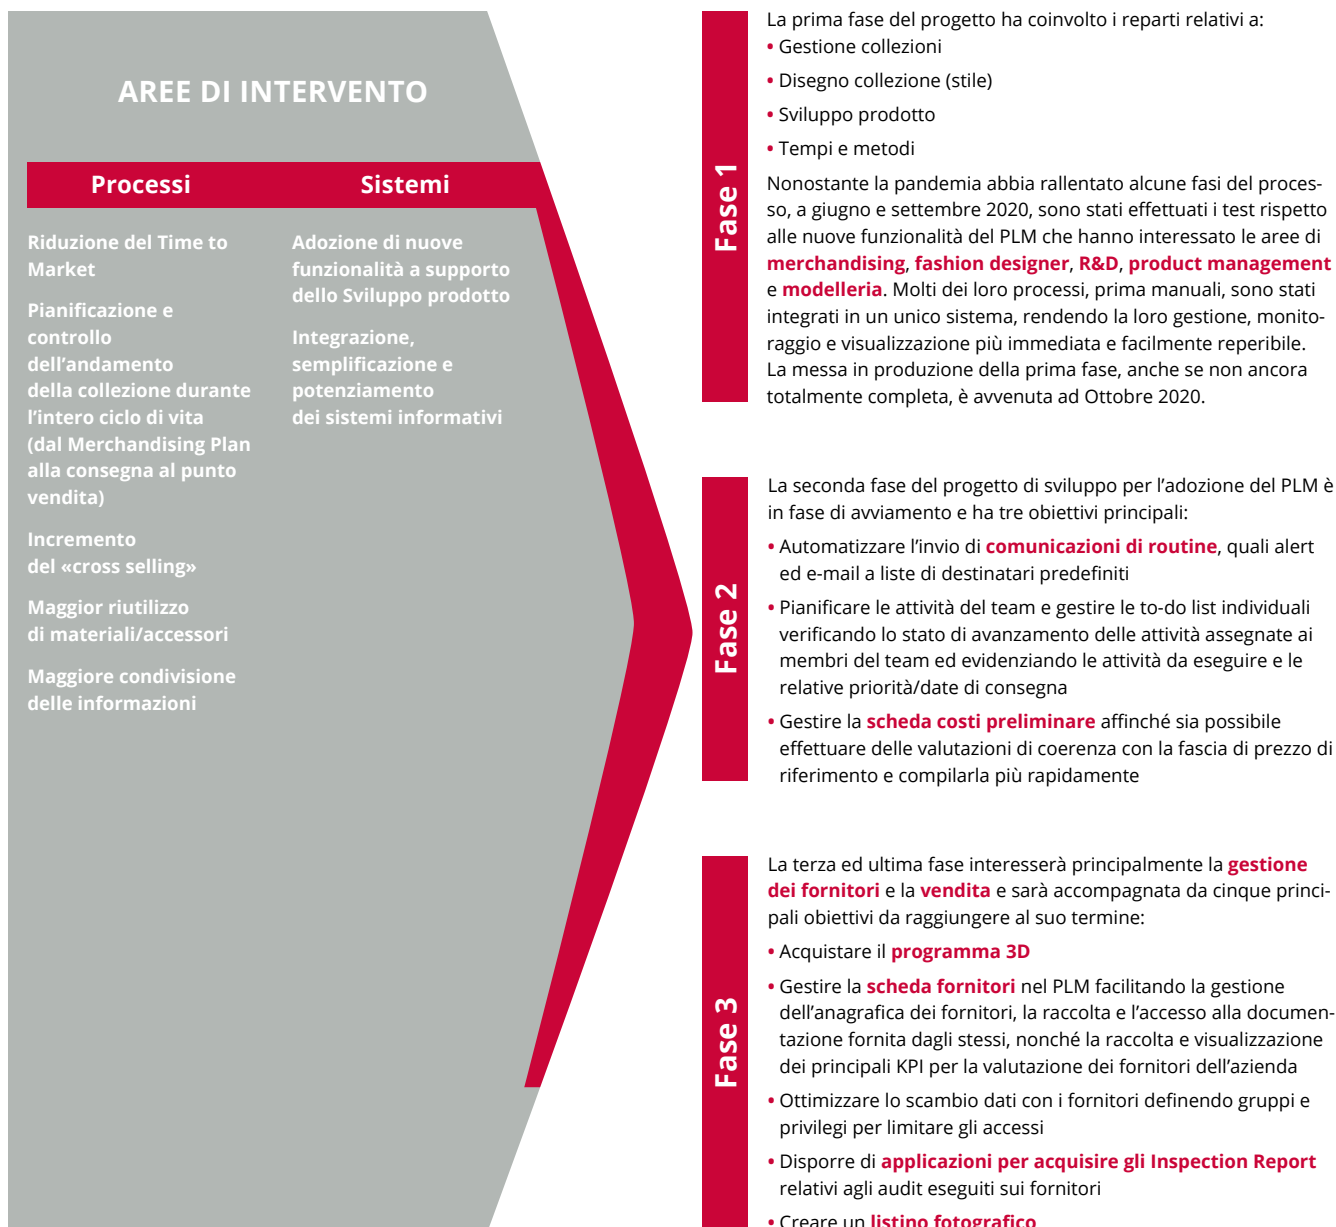 AREE DI INTERVENTO
Processi
Riduzione del Time to
Market
Pianificazione e
controllo
dell’andamento
della collezione durante
l’intero ciclo di vita
(dal Merchandising Plan
alla consegna al punto
vendita)
Incremento
del «cross selling»
Maggior riutilizzo
di materiali/accessori
Maggiore condivisione
delle informazioni
Sistemi
Adozione di nuove
funzionalità a supporto
dello Sviluppo prodotto
Integrazione,
semplificazione e
potenziamento
dei sistemi informativi
Fase 1
La prima fase del progetto ha coinvolto i reparti relativi a:
• Gestione collezioni
• Disegno collezione (stile)
• Sviluppo prodotto
• Tempi e metodi
Nonostante la pandemia abbia rallentato alcune fasi del proces-
so, a giugno e settembre 2020, sono stati effettuati i test rispetto
alle nuove funzionalità del PLM che hanno interessato le aree di
merchandising, fashion designer, R&D, product management
e modelleria. Molti dei loro processi, prima manuali, sono stati
integrati in un unico sistema, rendendo la loro gestione, monito-
raggio e visualizzazione più immediata e facilmente reperibile.
La messa in produzione della prima fase, anche se non ancora
totalmente completa, è avvenuta ad Ottobre 2020.
Fase 2
La seconda fase del progetto di sviluppo per l’adozione del PLM è
in fase di avviamento e ha tre obiettivi principali:
• Automatizzare l’invio di comunicazioni di routine, quali alert
ed e-mail a liste di destinatari predefiniti
• Pianificare le attività del team e gestire le to-do list individuali
verificando lo stato di avanzamento delle attività assegnate ai
membri del team ed evidenziando le attività da eseguire e le
relative priorità/date di consegna
• Gestire la scheda costi preliminare affinché sia possibile
effettuare delle valutazioni di coerenza con la fascia di prezzo di
riferimento e compilarla più rapidamente
Fase 3
La terza ed ultima fase interesserà principalmente la gestione
dei fornitori e la vendita e sarà accompagnata da cinque princi-
pali obiettivi da raggiungere al suo termine:
• Acquistare il programma 3D
• Gestire la scheda fornitori nel PLM facilitando la gestione
dell’anagrafica dei fornitori, la raccolta e l’accesso alla documen-
tazione fornita dagli stessi, nonché la raccolta e visualizzazione
dei principali KPI per la valutazione dei fornitori dell’azienda
• Ottimizzare lo scambio dati con i fornitori definendo gruppi e
privilegi per limitare gli accessi
• Disporre di applicazioni per acquisire gli Inspection Report
relativi agli audit eseguiti sui fornitori
• Creare un listino fotografico